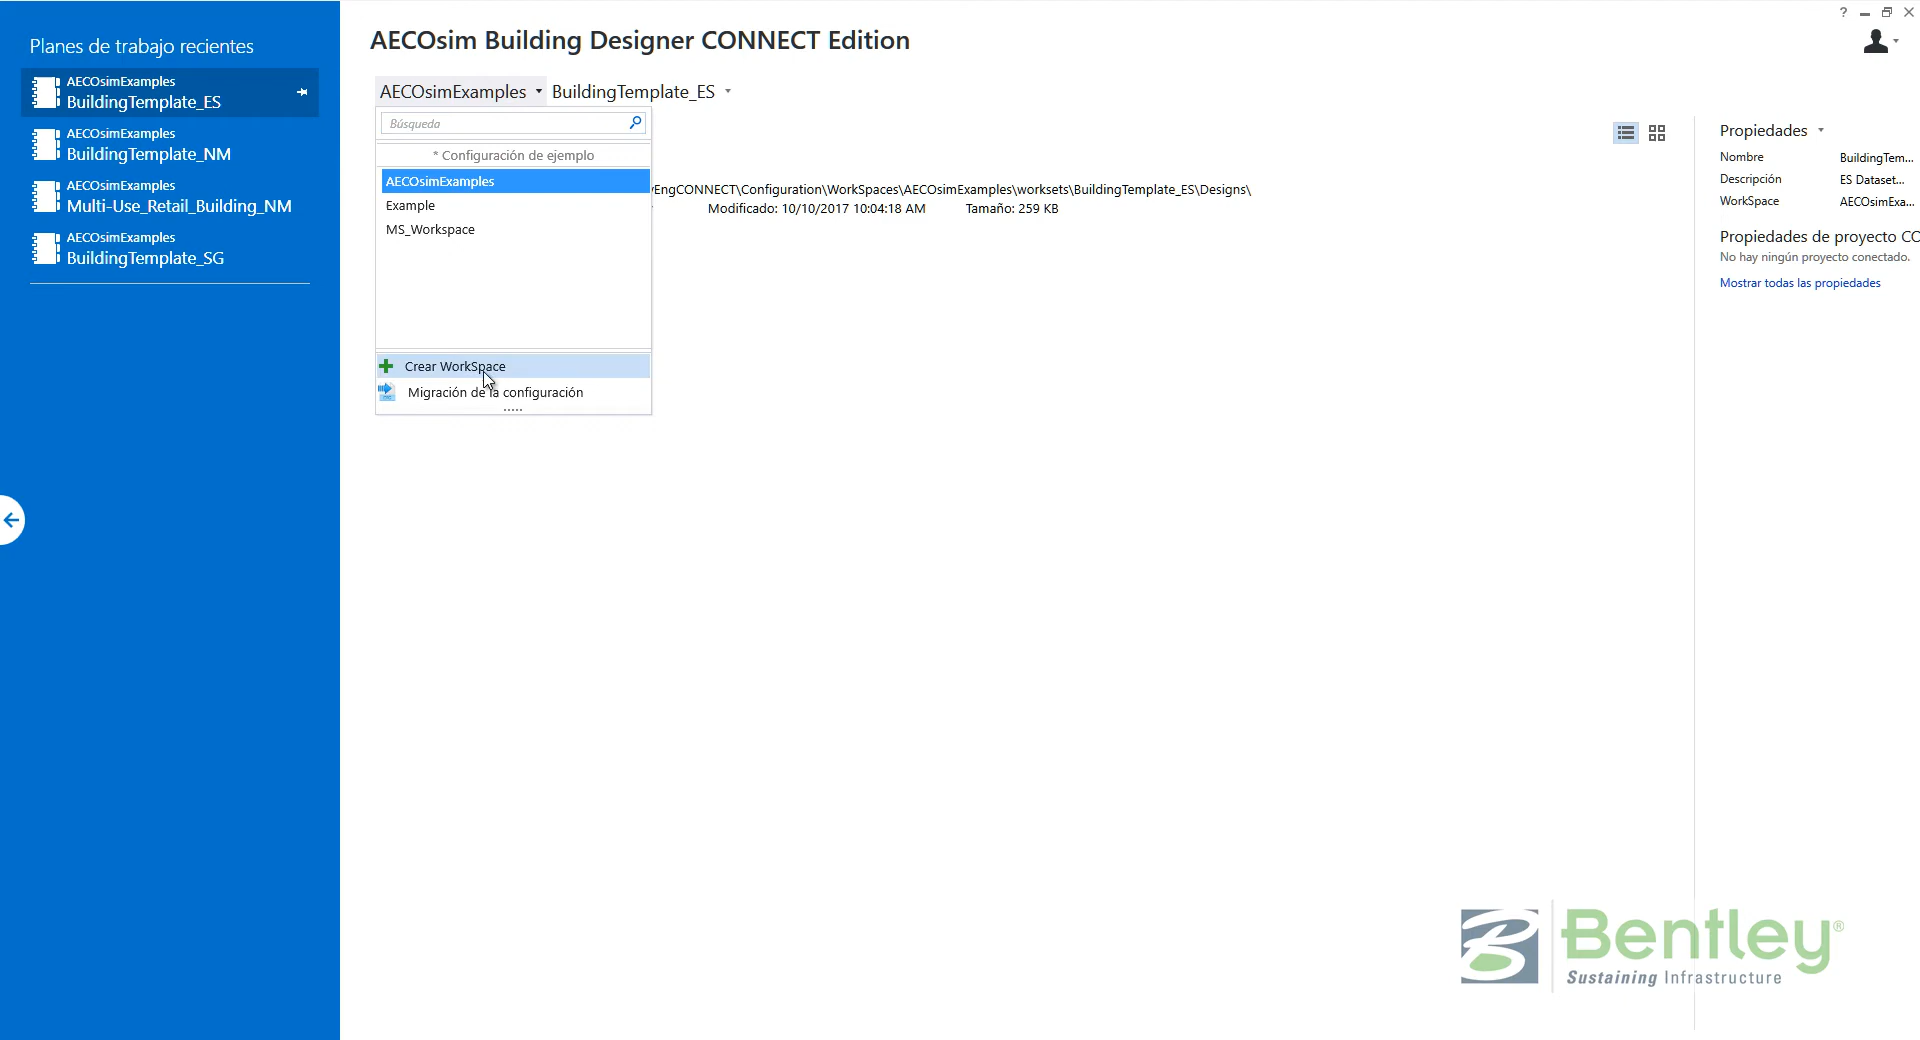 ?
Planes de trabajo recientes
AECOsim Building Designer CONNECT Edition
AECOsimExamples
BuildingTemplate_ES
AECOsimExamples
BuildingTemplate_NM
AECOsimExamples
Multi-Use_Retail_Building_NM
AECOsimExamples
BuildingTemplate_SG
AECOsimExamples BuildingTemplate_ES
Búsqueda
* Configuración de ejemplo
AECOsimExamples
Example
MS_Workspace
Crear WorkSpace
Migración de la configuración
yEngCONNECT\Configuration\WorkSpaces\AECOsimExamples\worksets\BuildingTemplate_ES\Designs\
Modificado: 10/10/2017 10:04:18 AM Tamaño: 259 KB
Propiedades
Nombre BuildingTem...
Descripción ES Dataset...
WorkSpace AECOsimExa...
Propiedades de proyecto CO
No hay ningún proyecto conectado.
Mostrar todas las propiedades
Bentley®
Sustaining Infrastructure